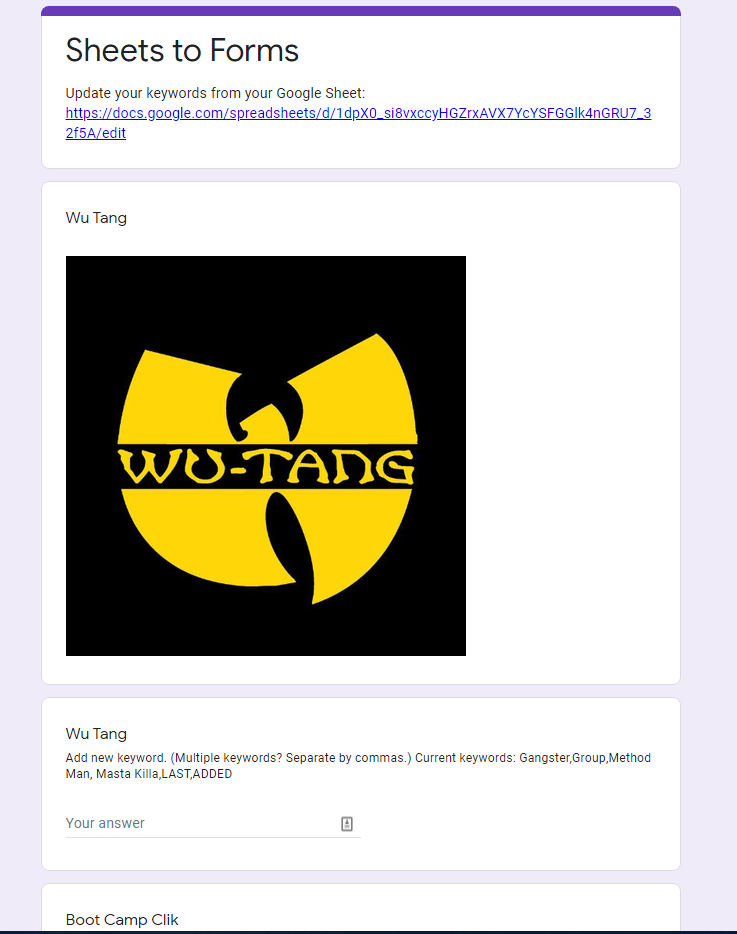 Sheets to Forms
Update your keywords from your Google Sheet:
https://docs.google.com/spreadsheets/d/1dpX0_si8vxccyHGZrxAVX7YcYSFGGlk4nGRU7_3
2f5A/edit
Wu Tang
WU-TANG
Wu Tang
Add new keyword. (Multiple keywords? Separate by commas.) Current keywords: Gangster,Group,Method
Man, Masta Killa,LAST,ADDED
Your answer
Boot Camp Clik